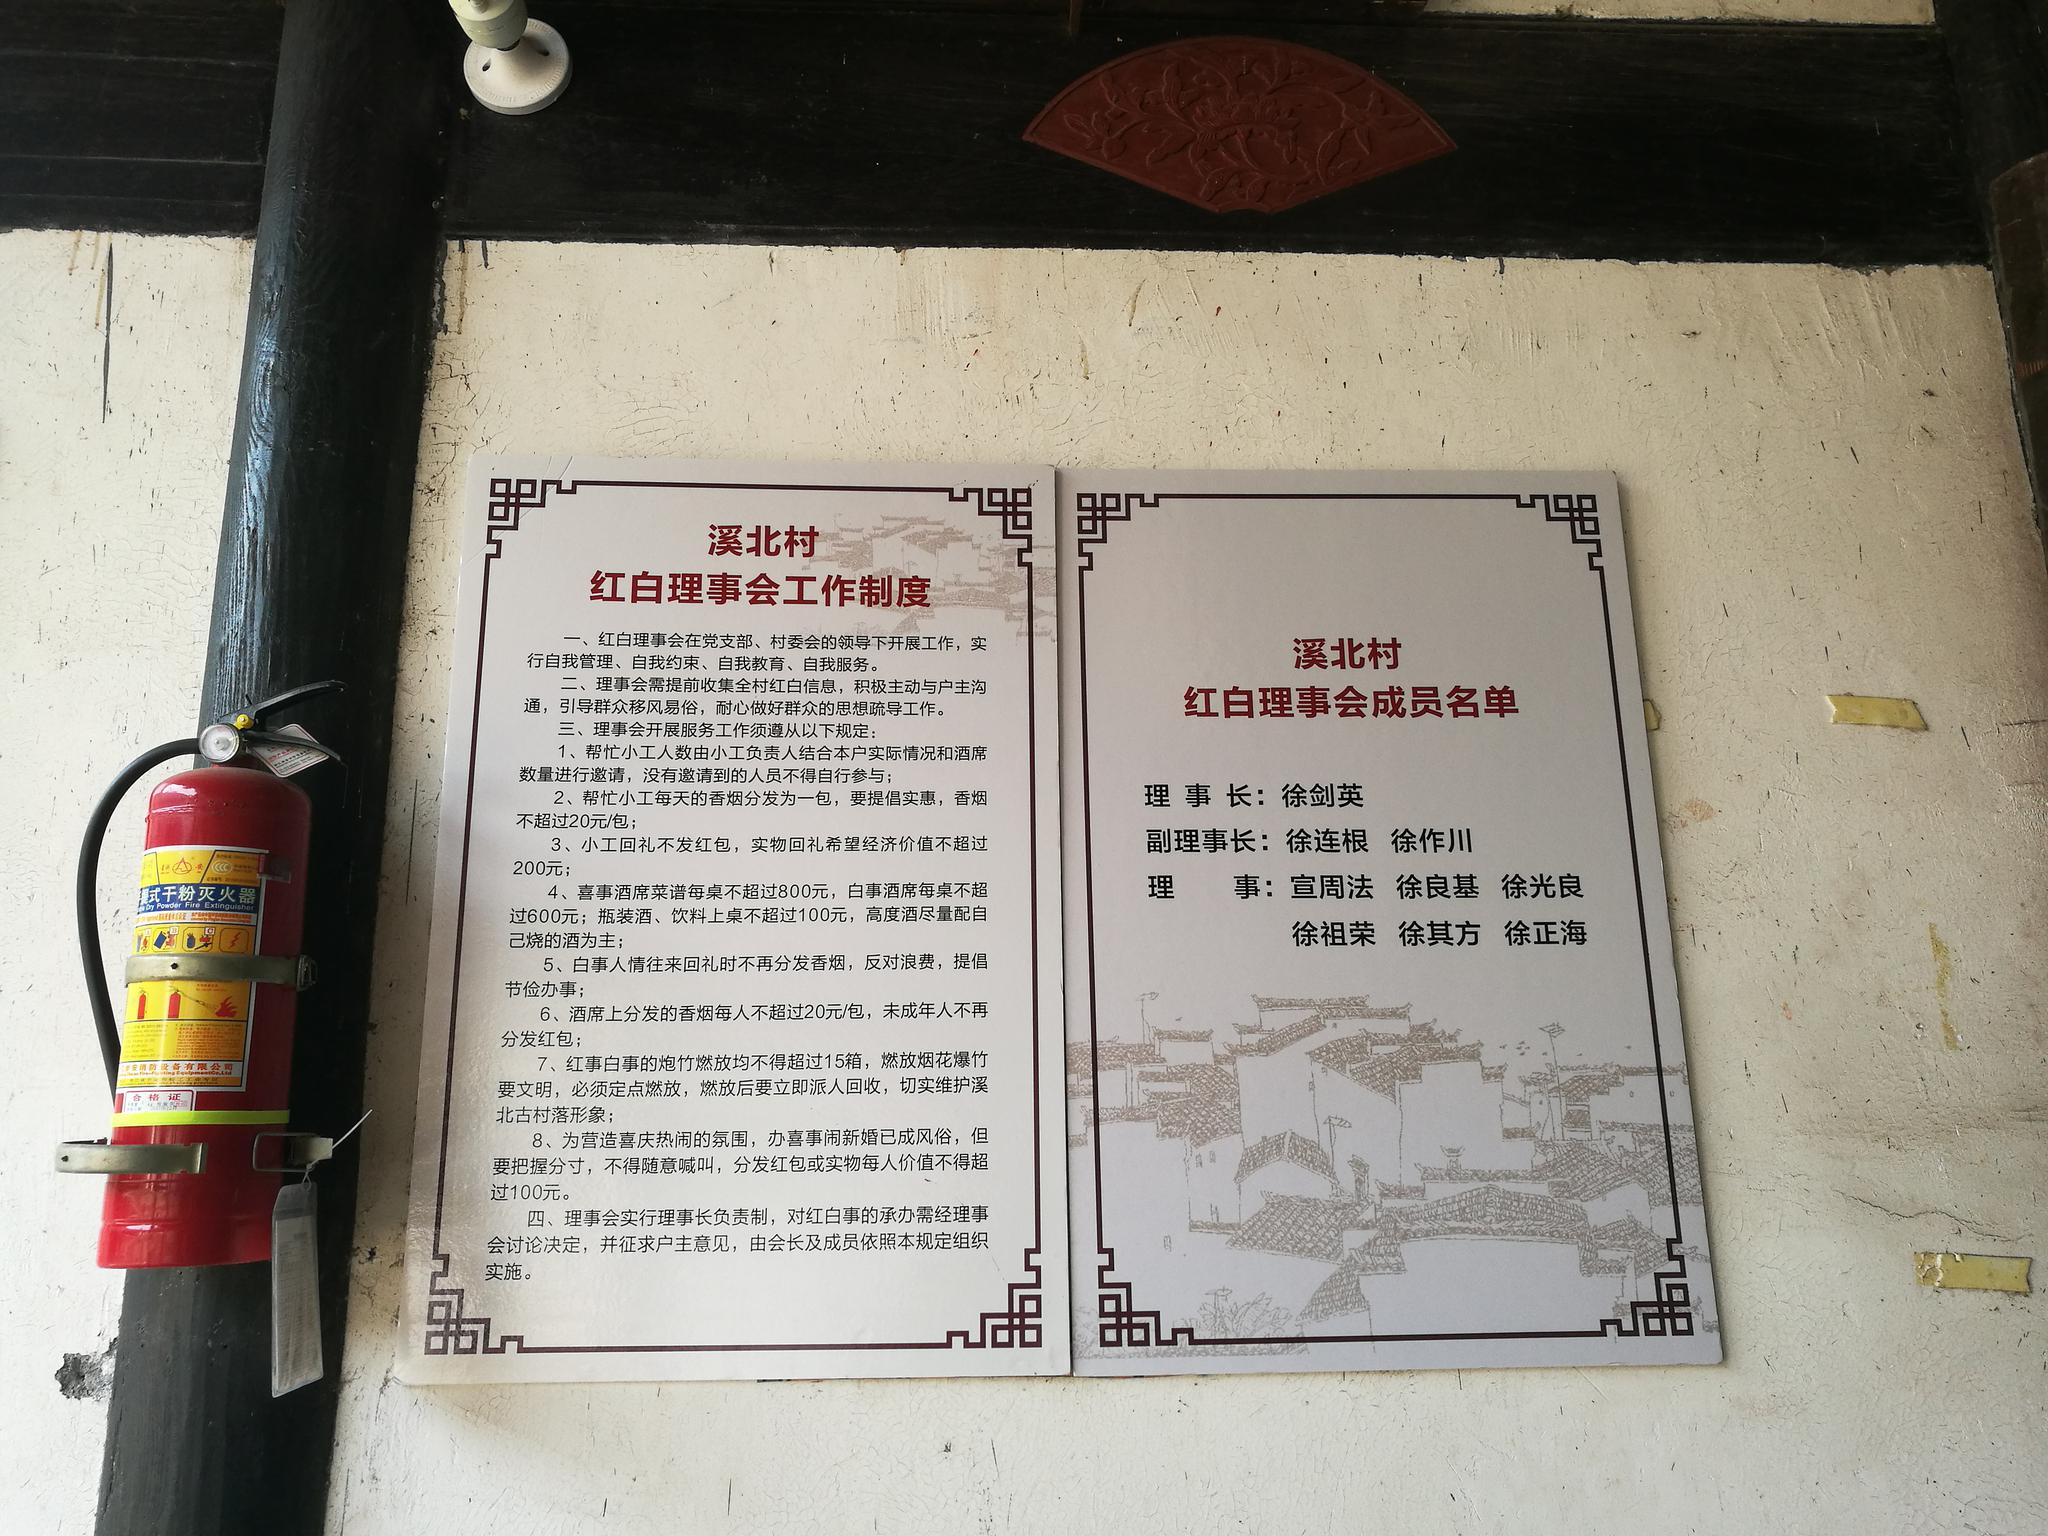 溪北村
红白理事会工作制度
一、红白理事会在党支部、村委会的领导下开展工作，实
行自我管理、自我约束、自我教育、自我服务。
二、理事会需提前收集全村红白信息，积极主动与户主沟
通，引导群众移风易俗，耐心做好群众的思想疏导工作。
三、理事会开展服务工作须遵从以下规定：
1、帮忙小工人数由小工负责人结合本户实际情况和酒席
数量进行邀请，没有邀请到的人员不得自行参与；
2、帮忙小工每天的香烟分发为一包，要提倡实惠，香烟
不超过20元/包；
3、小工回礼不发红包，实物回礼希望经济价值不超过
200元；
4、喜事酒席菜谱每桌不超过800元，白事酒席每桌不超
过600元；瓶装酒、饮料上桌不超过100元，高度酒尽量配自
己烧的酒为主；
5、白事人情往来回礼时不再分发香烟，反对浪费，提倡
节俭办事；
6、酒席上分发的香烟每人不超过20元/包，未成年人不再
分发红包；
7、红事白事的炮竹燃放均不得超过15箱，燃放烟花爆竹
要文明，必须定点燃放，燃放后要立即派人回收，切实维护溪
北古村落形象；
8、为营造喜庆热闹的氛围，办喜事闹新婚已成风俗，但
要把握分寸，不得随意喊叫，分发红包或实物每人价值不得超
过100元。
四、理事会实行理事长负责制，对红白事的承办需经理事
会讨论决定，并征求户主意见，由会长及成员依照本规定组织
实施。
溪北村
红白理事会成员名单
理 事 长：徐剑英
副理事长：徐连根 徐作川
理 事：宣周法 徐良基 徐光良
徐祖荣 徐其方 徐正海
式干粉灭火器
Dry Powder Fire Extinguisher
安消防设备有限公司
合格证